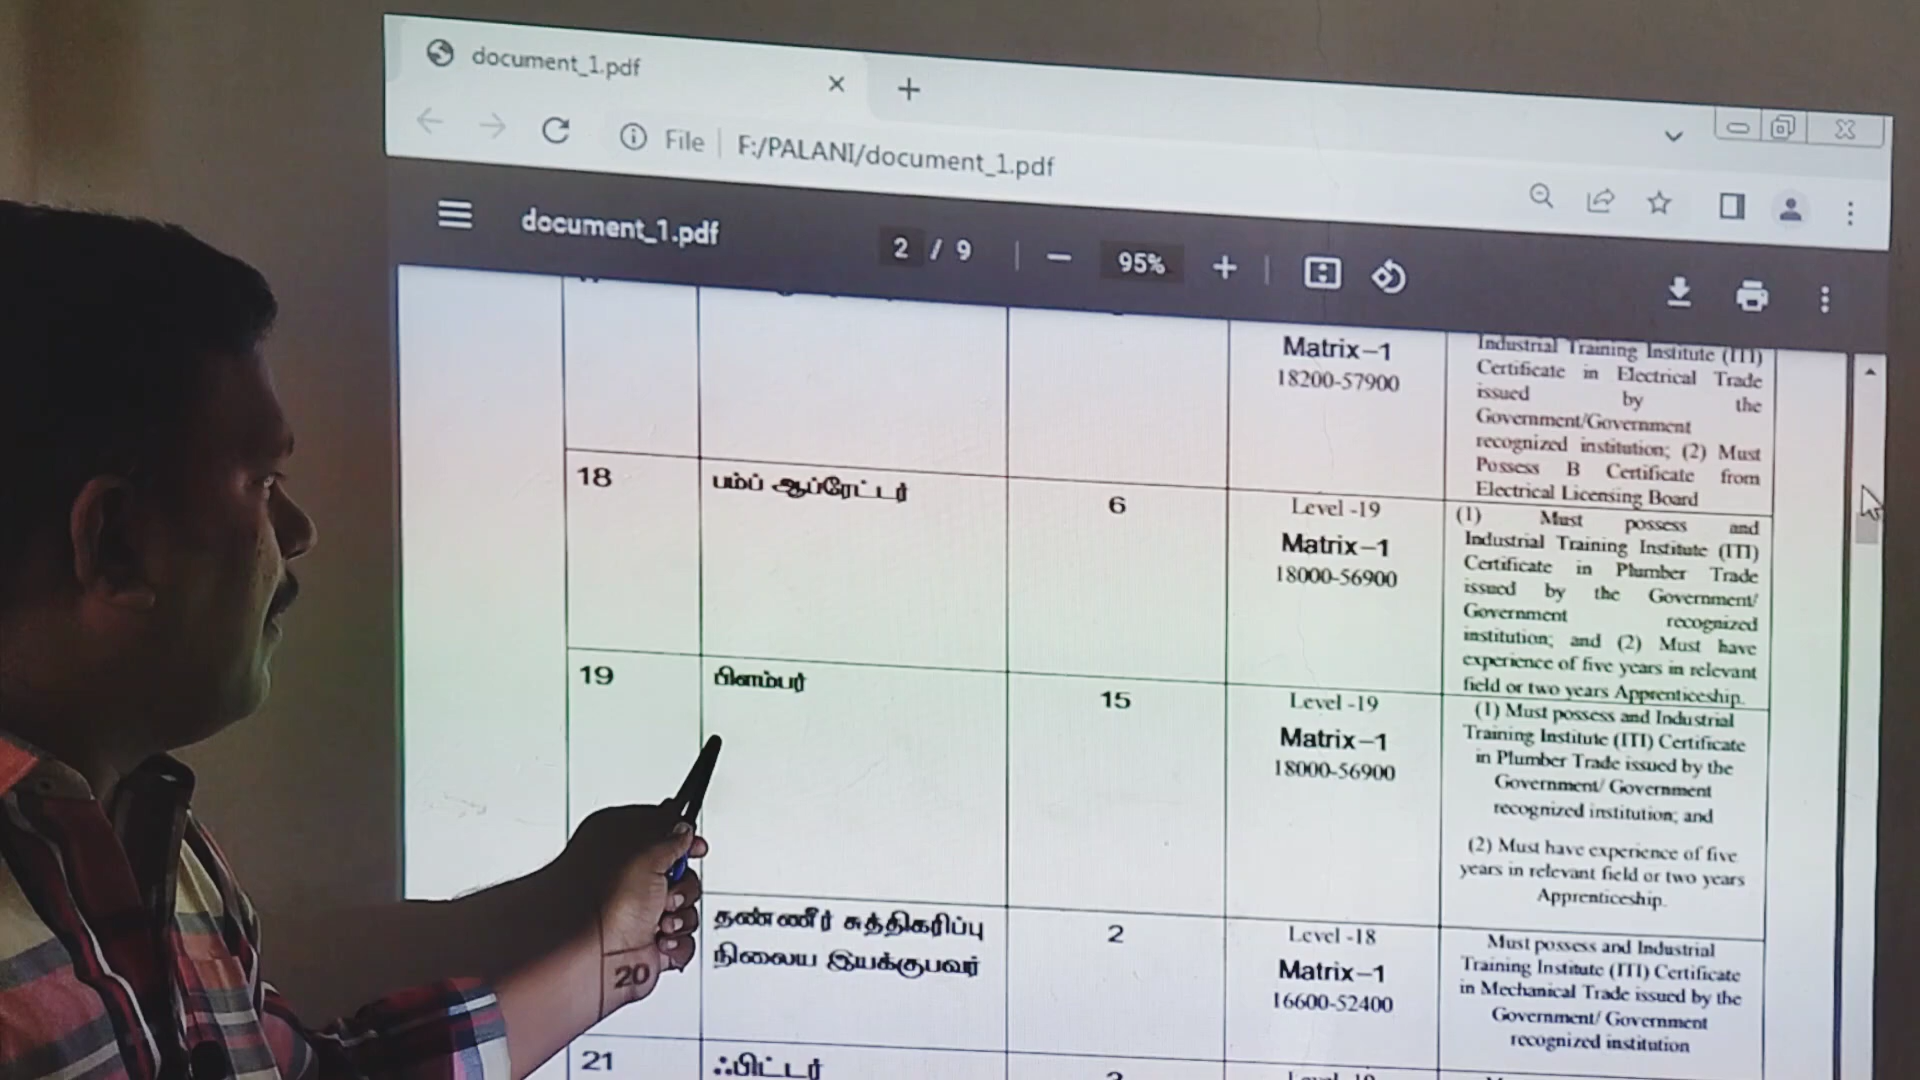 document_1.pdf
File F:/PALANI/document_1.pdf
document_1.pdf 2 / 9 95%
Matrix-1
18200-57900
Industrial Training Institute (ITI)
Certificate in Electrical Trade
issued by the
Government/Government
recognized institution; (2) Must
Possess B Certificate from
Electrical Licensing Board
18 பம்ப் ஆப்ரேட்டர் 6
Level -19
Matrix-1
18000-56900
(1) Must possess and
Industrial Training Institute (ITI)
Certificate in Plumber Trade
issued by the Government/
Government recognized
institution; and (2) Must have
experience of five years in relevant
field or two years Apprenticeship.
19 பிளம்பர் 15
Level -19
Matrix-1
18000-56900
(1) Must possess and Industrial
Training Institute (ITI) Certificate
in Plumber Trade issued by the
Government/ Government
recognized institution; and
(2) Must have experience of five
years in relevant field or two years
Apprenticeship.
20
தண்ணீர் சுத்திகரிப்பு
நிலைய இயக்குபவர்
2
Level -18
Matrix-1
16600-52400
Must possess and Industrial
Training Institute (ITI) Certificate
in Mechanical Trade issued by the
Government/ Government
recognized institution
21 ஃபிட்டர்